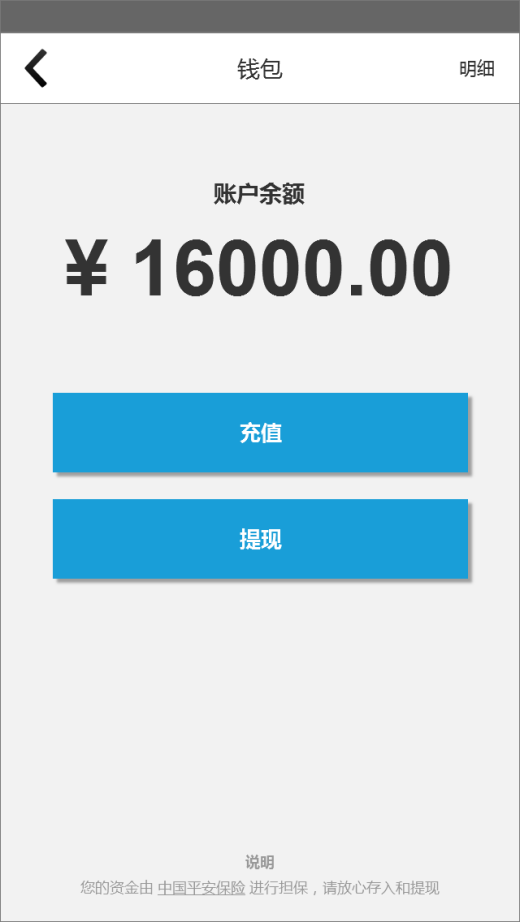 钱包 明细
账户余额
¥ 16000.00
充值
提现
说明
您的资金由 中国平安保险 进行担保，请放心存入和提现